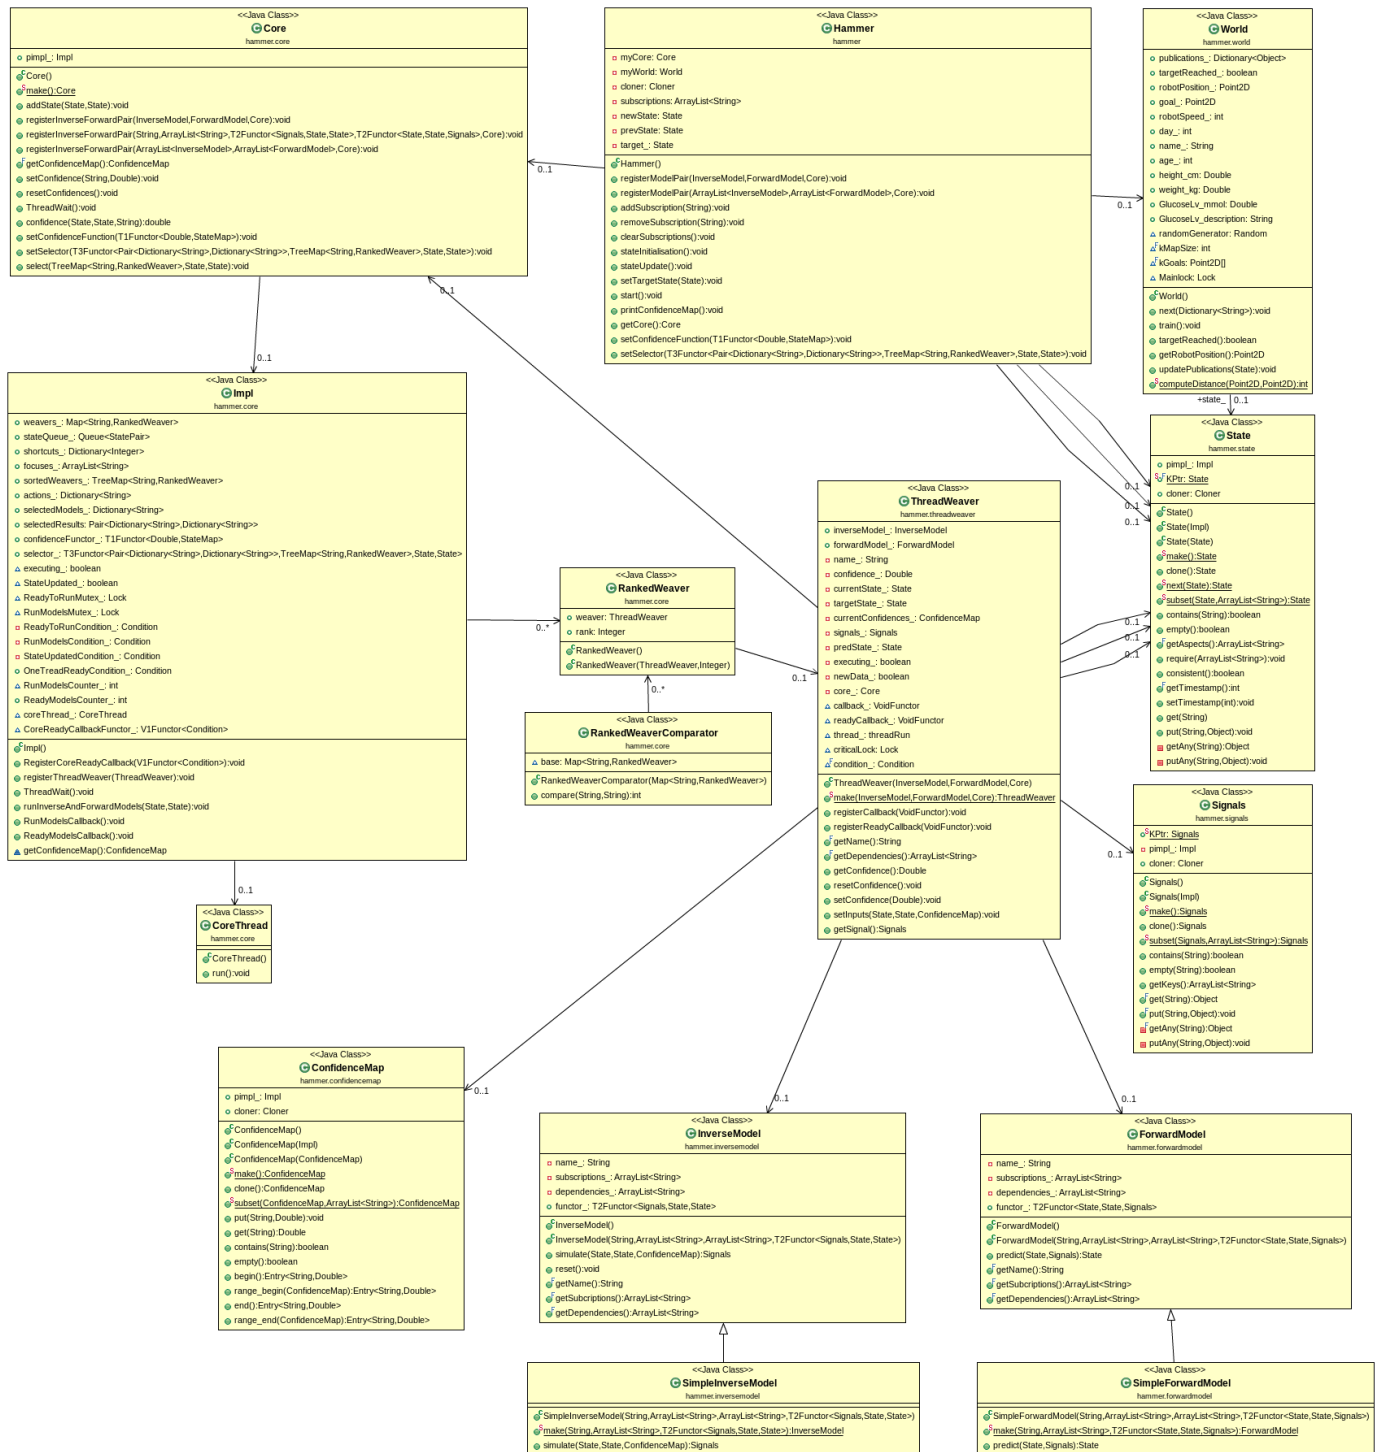 <<Java Class>>
Core
hammer.core
pimpl_: Impl
Core()
make():Core
addState(State,State):void
registerInverseForwardPair(InverseModel,ForwardModel,Core):void
registerInverseForwardPair(String,ArrayList<String>,T2Functor<Signals,State,State>,T2Functor<State,State,Signals>,Core):void
registerInverseForwardPair(ArrayList<InverseModel>,ArrayList<ForwardModel>,Core):void
getConfidenceMap():ConfidenceMap
setConfidence(String,Double):void
resetConfidences():void
ThreadWait():void
confidence(State,State,String):double
setConfidenceFunction(T1Functor<Double,StateMap>):void
setSelector(T3Functor<Pair<Dictionary<String>,Dictionary<String>>,TreeMap<String,RankedWeaver>,State,State>):void
select(TreeMap<String,RankedWeaver>,State,State):void
<<Java Class>>
Hammer
hammer
myCore: Core
myWorld: World
cloner: Cloner
subscriptions: ArrayList<String>
newState: State
prevState: State
target_: State
Hammer()
registerModelPair(InverseModel,ForwardModel,Core):void
registerModelPair(ArrayList<InverseModel>,ArrayList<ForwardModel>,Core):void
addSubscription(String):void
removeSubscription(String):void
clearSubscriptions():void
stateInitialisation():void
stateUpdate():void
setTargetState(State):void
start():void
printConfidenceMap():void
getCore():Core
setConfidenceFunction(T1Functor<Double,StateMap>):void
setSelector(T3Functor<Pair<Dictionary<String>,Dictionary<String>>,TreeMap<String,RankedWeaver>,State,State>):void
<<Java Class>>
World
hammer.world
publications_: Dictionary<Object>
targetReached_: boolean
robotPosition_: Point2D
goal_: Point2D
robotSpeed_: int
day_: int
name_: String
age_: int
height_cm: Double
weight_kg: Double
GlucoseLv_mmol: Double
GlucoseLv_description: String
randomGenerator: Random
kMapSize: int
kGoals: Point2D[]
Mainlock: Lock
World()
next(Dictionary<String>):void
train():void
targetReached():boolean
getRobotPosition():Point2D
updatePublications(State):void
computeDistance(Point2D,Point2D):int
0..1
0..1
0..1
0..1
+state_ 0..1
<<Java Class>>
Impl
hammer.core
weavers_: Map<String,RankedWeaver>
stateQueue_: Queue<StatePair>
shortcuts_: Dictionary<Integer>
focuses_: ArrayList<String>
sortedWeavers_: TreeMap<String,RankedWeaver>
actions_: Dictionary<String>
selectedModels_: Dictionary<String>
selectedResults: Pair<Dictionary<String>,Dictionary<String>>
confidenceFunctor_: T1Functor<Double,StateMap>
selector_: T3Functor<Pair<Dictionary<String>,Dictionary<String>>,TreeMap<String,RankedWeaver>,State,State>
executing_: boolean
StateUpdated_: boolean
ReadyToRunMutex_: Lock
RunModelsMutex_: Lock
ReadyToRunCondition_: Condition
RunModelsCondition_: Condition
StateUpdatedCondition_: Condition
OneTreadReadyCondition_: Condition
RunModelsCounter_: int
ReadyModelsCounter_: int
coreThread_: CoreThread
CoreReadyCallbackFunctor_: V1Functor<Condition>
Impl()
RegisterCoreReadyCallback(V1Functor<Condition>):void
registerThreadWeaver(ThreadWeaver):void
ThreadWait():void
runInverseAndForwardModels(State,State):void
RunModelsCallback():void
ReadyModelsCallback():void
getConfidenceMap():ConfidenceMap
<<Java Class>>
State
hammer.state
pimpl_: Impl
KPtr: State
cloner: Cloner
State()
State(Impl)
State(State)
make():State
clone():State
next(State):State
subset(State,ArrayList<String>):State
contains(String):boolean
empty():boolean
getAspects():ArrayList<String>
require(ArrayList<String>):void
consistent():boolean
getTimestamp():int
setTimestamp(int):void
get(String)
put(String,Object):void
getAny(String):Object
putAny(String,Object):void
0..1
0..1
0..1
<<Java Class>>
ThreadWeaver
hammer.threadweaver
inverseModel_: InverseModel
forwardModel_: ForwardModel
name_: String
confidence_: Double
currentState_: State
targetState_: State
currentConfidences_: ConfidenceMap
signals_: Signals
predState_: State
executing_: boolean
newData_: boolean
core_: Core
callback_: VoidFunctor
readyCallback_: VoidFunctor
thread_: threadRun
criticalLock: Lock
condition_: Condition
ThreadWeaver(InverseModel,ForwardModel,Core)
make(InverseModel,ForwardModel,Core):ThreadWeaver
registerCallback(VoidFunctor):void
registerReadyCallback(VoidFunctor):void
getName():String
getDependencies():ArrayList<String>
getConfidence():Double
resetConfidence():void
setConfidence(Double):void
setInputs(State,State,ConfidenceMap):void
getSignal():Signals
0..1
0..1
0..1
<<Java Class>>
RankedWeaver
hammer.core
weaver: ThreadWeaver
rank: Integer
RankedWeaver()
RankedWeaver(ThreadWeaver,Integer)
0..*
0..1
0..*
<<Java Class>>
RankedWeaverComparator
hammer.core
base: Map<String,RankedWeaver>
RankedWeaverComparator(Map<String,RankedWeaver>)
compare(String,String):int
<<Java Class>>
Signals
hammer.signals
KPtr: Signals
pimpl_: Impl
cloner: Cloner
Signals()
Signals(Impl)
make():Signals
clone():Signals
subset(Signals,ArrayList<String>):Signals
contains(String):boolean
empty(String):boolean
getKeys():ArrayList<String>
get(String):Object
put(String,Object):void
getAny(String):Object
putAny(String,Object):void
0..1
0..1
<<Java Class>>
CoreThread
hammer.core
CoreThread()
run():void
<<Java Class>>
ConfidenceMap
hammer.confidencemap
pimpl_: Impl
cloner: Cloner
ConfidenceMap()
ConfidenceMap(Impl)
ConfidenceMap(ConfidenceMap)
make():ConfidenceMap
clone():ConfidenceMap
subset(ConfidenceMap,ArrayList<String>):ConfidenceMap
put(String,Double):void
get(String):Double
contains(String):boolean
empty():boolean
begin():Entry<String,Double>
range_begin(ConfidenceMap):Entry<String,Double>
end():Entry<String,Double>
range_end(ConfidenceMap):Entry<String,Double>
0..1
0..1
0..1
<<Java Class>>
InverseModel
hammer.inversemodel
name_: String
subscriptions_: ArrayList<String>
dependencies_: ArrayList<String>
functor_: T2Functor<Signals,State,State>
InverseModel()
InverseModel(String,ArrayList<String>,ArrayList<String>,T2Functor<Signals,State,State>)
simulate(State,State,ConfidenceMap):Signals
reset():void
getName():String
getSubcriptions():ArrayList<String>
getDependencies():ArrayList<String>
<<Java Class>>
ForwardModel
hammer.forwardmodel
name_: String
subscriptions_: ArrayList<String>
dependencies_: ArrayList<String>
functor_: T2Functor<State,State,Signals>
ForwardModel()
ForwardModel(String,ArrayList<String>,ArrayList<String>,T2Functor<State,State,Signals>)
predict(State,Signals):State
getName():String
getSubcriptions():ArrayList<String>
getDependencies():ArrayList<String>
<<Java Class>>
SimpleInverseModel
hammer.inversemodel
SimpleInverseModel(String,ArrayList<String>,ArrayList<String>,T2Functor<Signals,State,State>)
make(String,ArrayList<String>,T2Functor<Signals,State,State>):InverseModel
simulate(State,State,ConfidenceMap):Signals
<<Java Class>>
SimpleForwardModel
hammer.forwardmodel
SimpleForwardModel(String,ArrayList<String>,ArrayList<String>,T2Functor<State,State,Signals>)
make(String,ArrayList<String>,T2Functor<State,State,Signals>):ForwardModel
predict(State,Signals):State